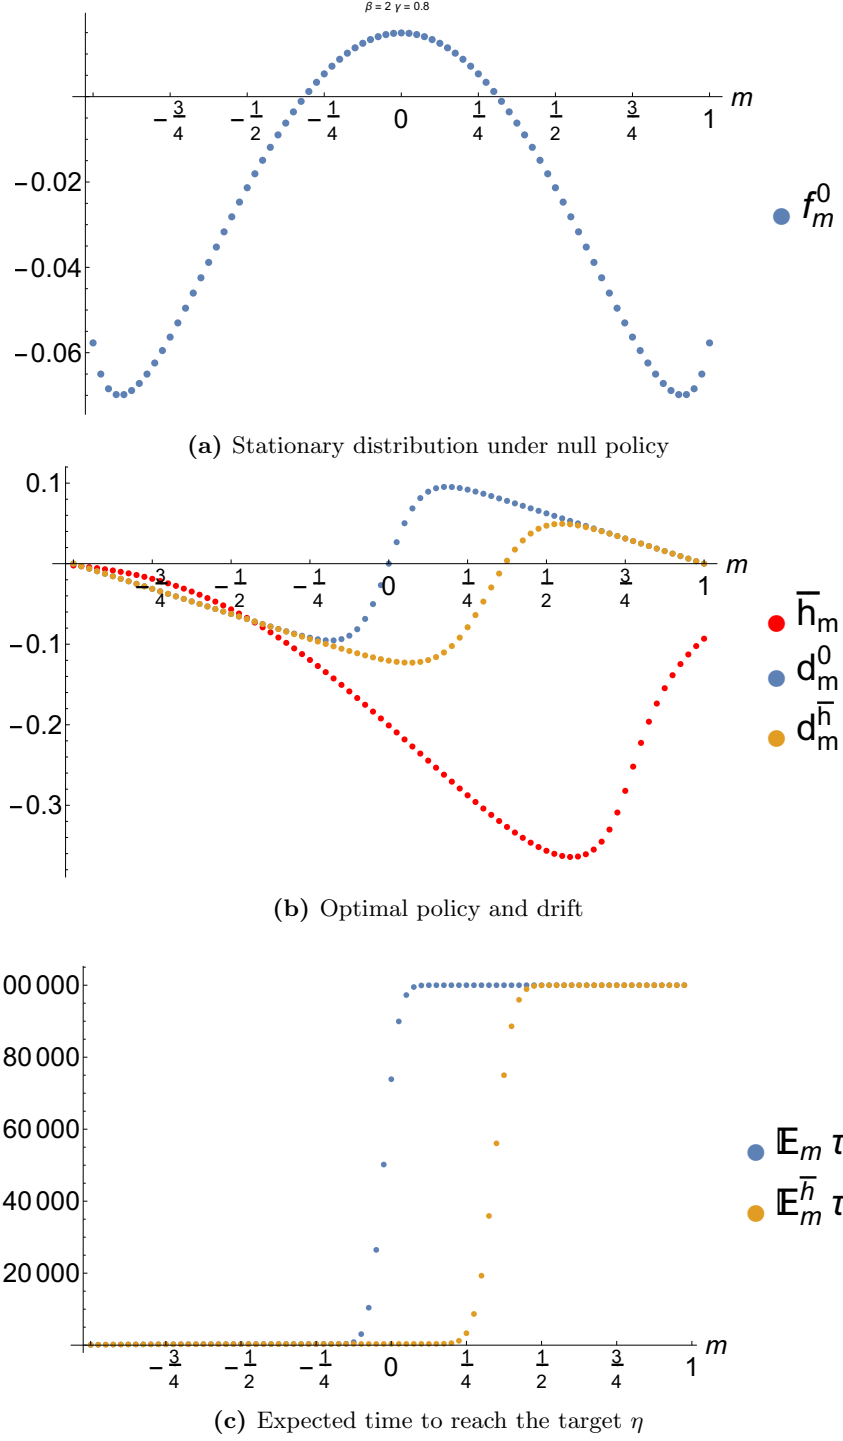 β = 2 γ = 0.8
m
−3/4 −1/2 −1/4 0 1/4 1/2 3/4 1
−0.02
f_m^0
−0.04
−0.06
(a) Stationary distribution under null policy
0.1
m
−3/4 −1/2 −1/4 0 1/4 1/2 3/4 1
h̅_m
−0.1
d_m^0
−0.2
d_m^h̅
−0.3
(b) Optimal policy and drift
00 000
80 000
60 000
𝔼_m τ
40 000
𝔼_m^h̅ τ
20 000
m
−3/4 −1/2 −1/4 0 1/4 1/2 3/4 1
(c) Expected time to reach the target η